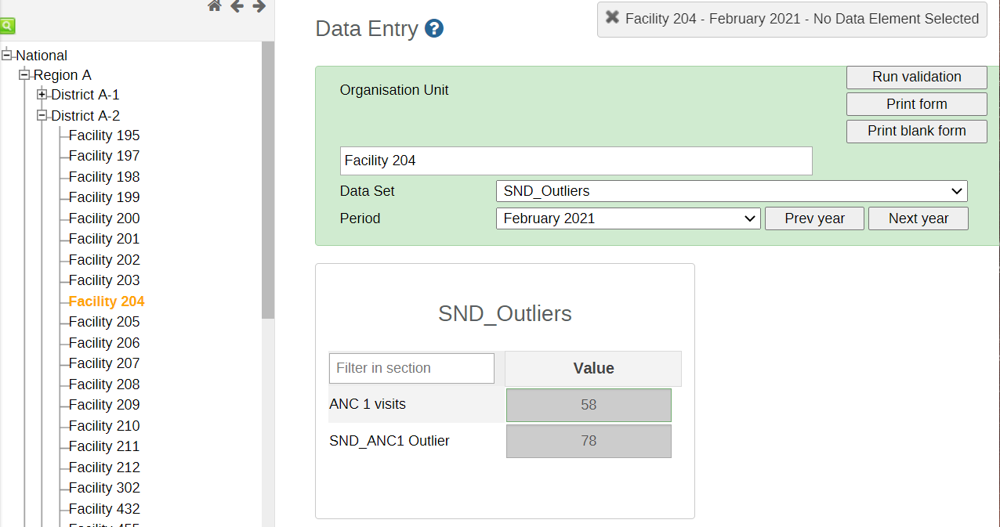 National
Region A
District A-1
District A-2
Facility 195
Facility 197
Facility 198
Facility 199
Facility 200
Facility 201
Facility 202
Facility 203
Facility 204
Facility 205
Facility 206
Facility 207
Facility 208
Facility 209
Facility 210
Facility 211
Facility 212
Facility 302
Facility 432
Data Entry
Facility 204 - February 2021 - No Data Element Selected
Organisation Unit
Run validation
Print form
Print blank form
Facility 204
Data Set SND_Outliers
Period February 2021 Prev year Next year
SND_Outliers
Filter in section Value
ANC 1 visits 58
SND_ANC1 Outlier 78